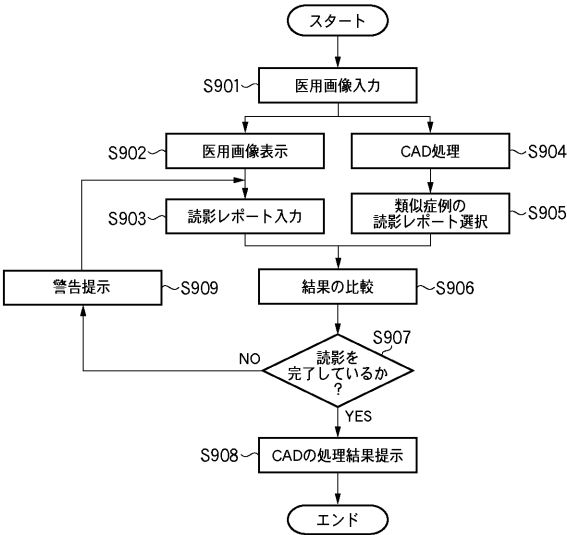 スタート
S901
医用画像入力
S902
医用画像表示
CAD処理
S904
S903
読影レポート入力
類似症例の
読影レポート選択
S905
警告提示
S909
結果の比較
S906
S907
読影を
完了しているか
?
NO
YES
S908
CADの処理結果提示
エンド